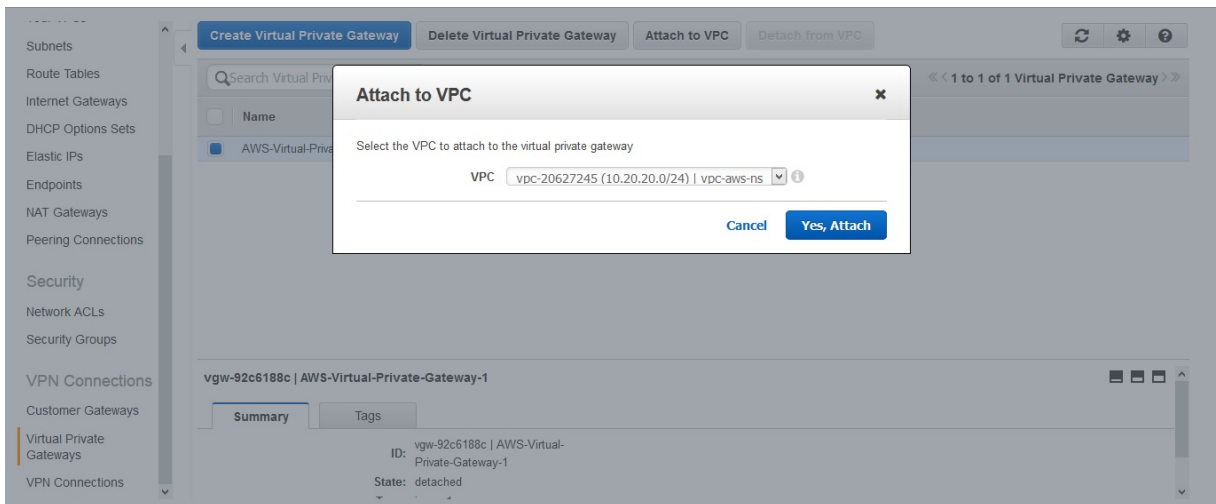 Subnets
Route Tables
Internet Gateways
DHCP Options Sets
Elastic IPs
Endpoints
NAT Gateways
Peering Connections
Security
Network ACLs
Security Groups
VPN Connections
Customer Gateways
Virtual Private
Gateways
VPN Connections
Create Virtual Private Gateway
Delete Virtual Private Gateway
Attach to VPC
Detach from VPC
Search Virtual Priv
1 to 1 of 1 Virtual Private Gateway
Name
AWS-Virtual-Priva
Attach to VPC
Select the VPC to attach to the virtual private gateway
VPC vpc-20627245 (10.20.20.0/24) | vpc-aws-ns
Cancel
Yes, Attach
vgw-92c6188c | AWS-Virtual-Private-Gateway-1
Summary
Tags
ID: vgw-92c6188c | AWS-Virtual-
Private-Gateway-1
State: detached